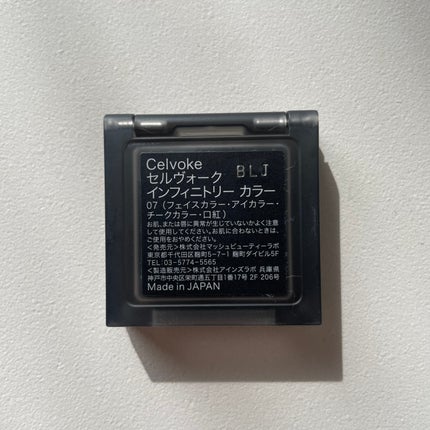 Celvoke BLJ
セルヴォーク
インフィニトリー カラー
07（フェイスカラー・アイカラー・
チークカラー・口紅）
お肌、または唇に異常が生じていないかよく注意
して使用してください。お肌に合わないときは、
ご使用をおやめください。
<発売元>株式会社マッシュビューティーラボ
東京都千代田区麹町5-7-1 麹町ダイビル5F
TEL 03-5774-5565
<製造販売元>株式会社アインズラボ 兵庫県
神戸市中央区栄町通五丁目1番17号 2F 206号
Made in JAPAN